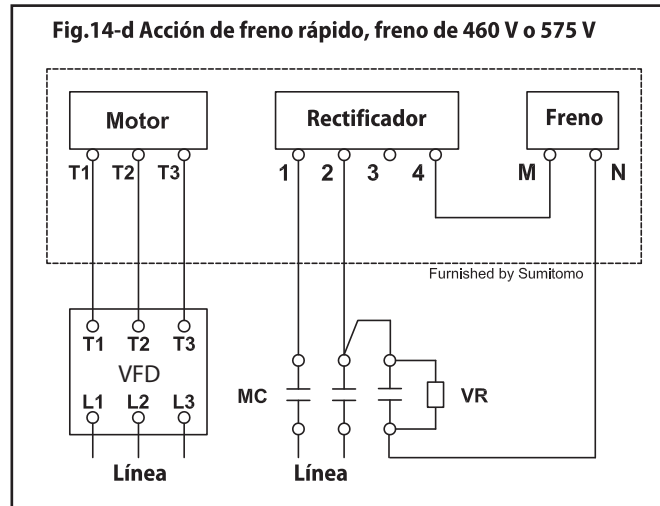 Fig.14-d Acción de freno rápido, freno de 460 V o 575 V
Motor
Rectificador
Freno
T1 T2 T3
1 2 3 4
M N
Furnished by Sumitomo
T1 T2 T3
VFD
L1 L2 L3
MC
VR
Línea
Línea